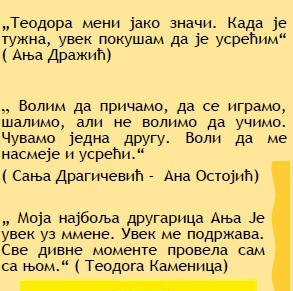 „Теодора мени јако значи. Када је
тужна, увек покушам да је усрећим“
( Ања Дражић)
„ Волим да причамо, да се играмо,
шалимо, али не волимо да учимо.
Чувамо једна другу. Воли да ме
насмеје и усрећи.“
( Сања Драгичевић - Ана Остојић)
„ Моја најбоља другарица Ања Је
увек уз ммене. Увек ме подржава.
Све дивне моменте провела сам
са њом.“ ( Теодога Каменица)